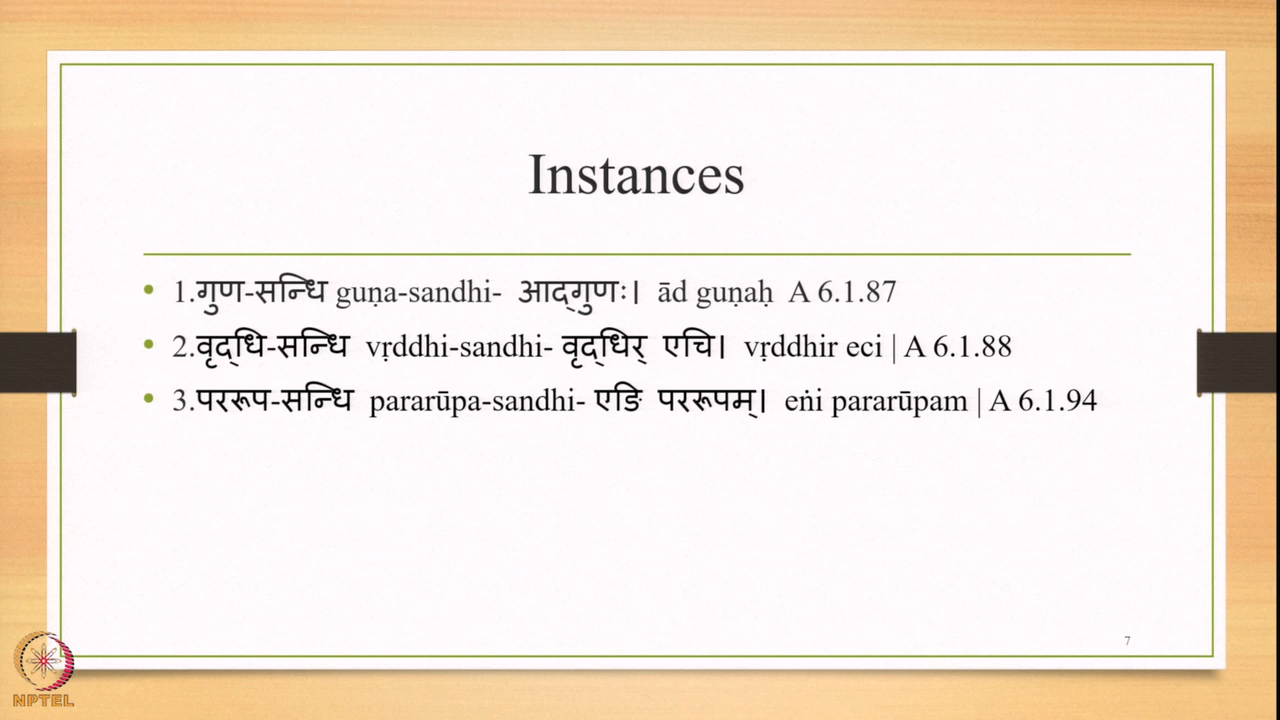 Instances
• 1.गुण-सन्धि guṇa-sandhi- आद्‌गुणः। ād guṇaḥ A 6.1.87
• 2.वृद्‌धि-सन्धि vṛddhi-sandhi- वृद्‌धिर् एचि। vṛddhir eci | A 6.1.88
• 3.पररूप-सन्धि pararūpa-sandhi- एङि पररूपम्। eṅi pararūpam | A 6.1.94
7
NPTEL